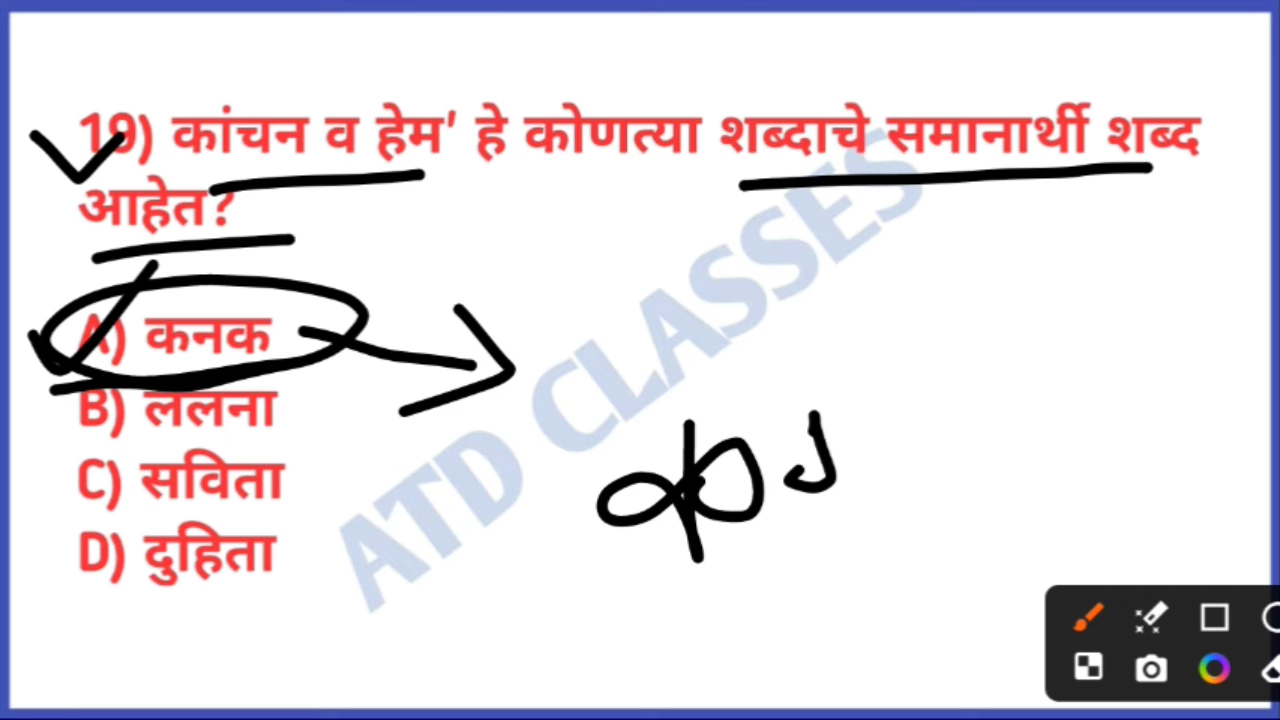 19) कांचन व हेम' हे कोणत्या शब्दाचे समानार्थी शब्द
आहेत?
A) कनक
B) ललना
C) सविता
D) दुहिता
ATD CLASSES